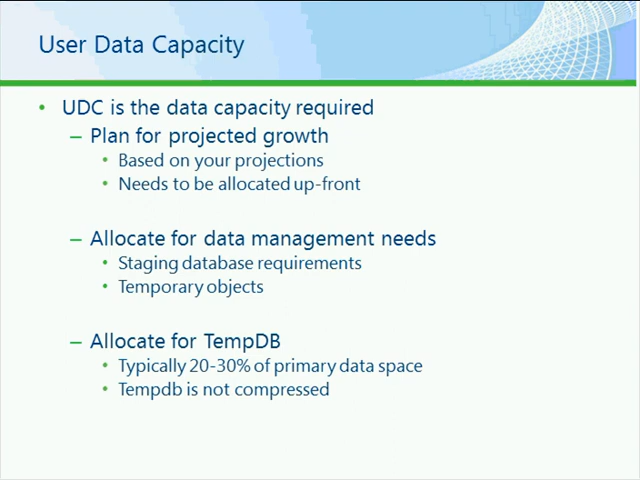 User Data Capacity
• UDC is the data capacity required
– Plan for projected growth
• Based on your projections
• Needs to be allocated up-front
– Allocate for data management needs
• Staging database requirements
• Temporary objects
– Allocate for TempDB
• Typically 20-30% of primary data space
• Tempdb is not compressed